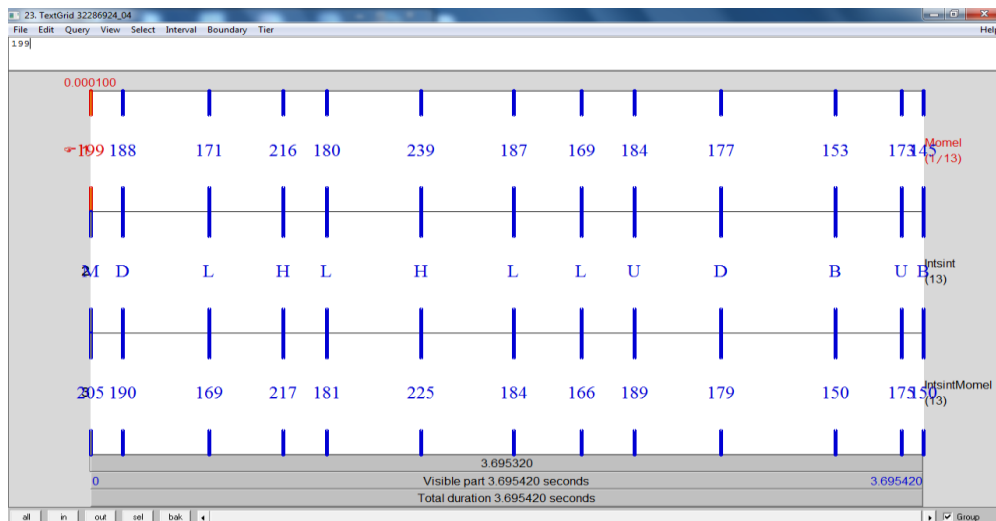 23. TextGrid 32286924_04
File Edit Query View Select Interval Boundary Tier Help
199
0.000100
199 188 171 216 180 239 187 169 184 177 153 173 145 Momel
(1/13)
M D L H L H L L U D B U B Intsint
(13)
205 190 169 217 181 225 184 166 189 179 150 175 150 IntsintMomel
(13)
3.695320
0 Visible part 3.695420 seconds 3.695420
Total duration 3.695420 seconds
all in out sel bak Group